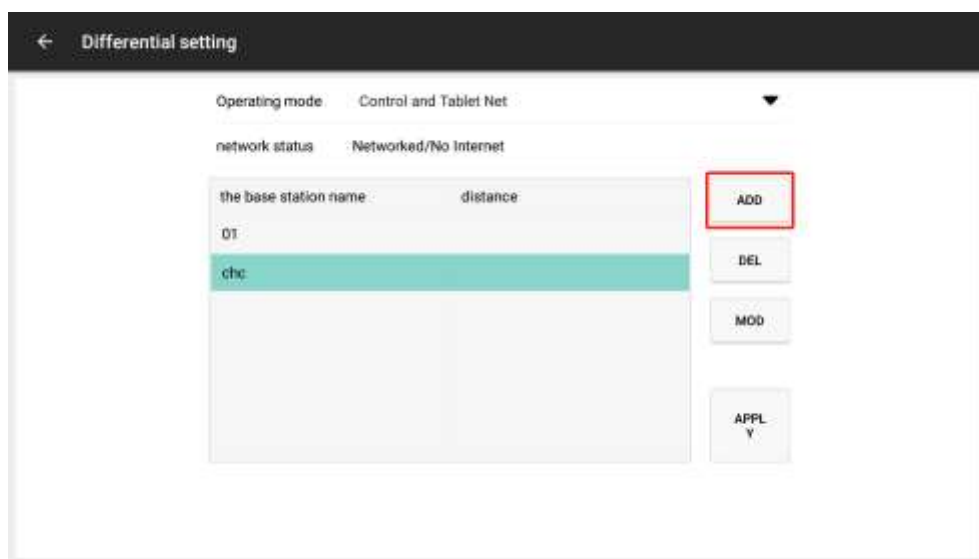 Differential setting
Operating mode Control and Tablet Net
network status Networked/No Internet
the base station name distance
ADD
01
DEL
chc
MOD
APPL
Y